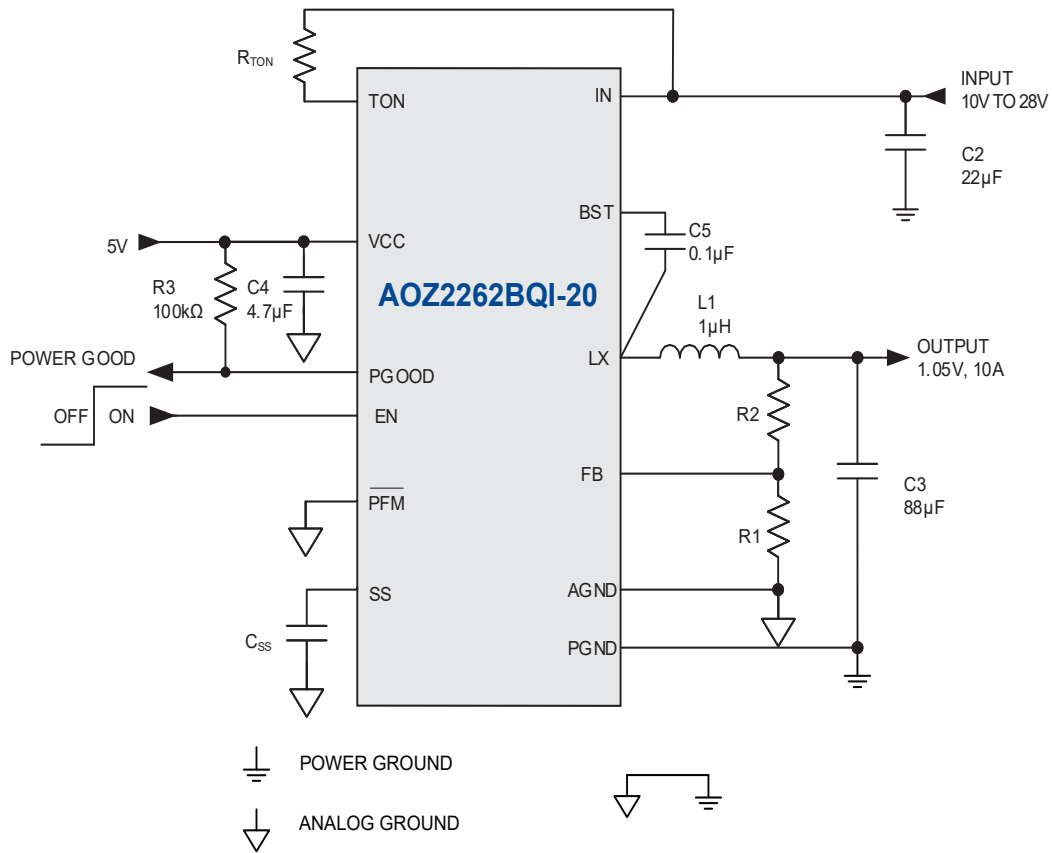 R_TON
TON
IN
INPUT
10V TO 28V
C2
22µF
BST
C5
0.1µF
5V
VCC
R3
100kΩ
C4
4.7µF
AOZ2262BQI-20
L1
1µH
LX
OUTPUT
1.05V, 10A
POWER GOOD
PGOOD
OFF
ON
EN
R2
FB
C3
88µF
PFM
R1
SS
AGND
C_SS
PGND
POWER GROUND
ANALOG GROUND